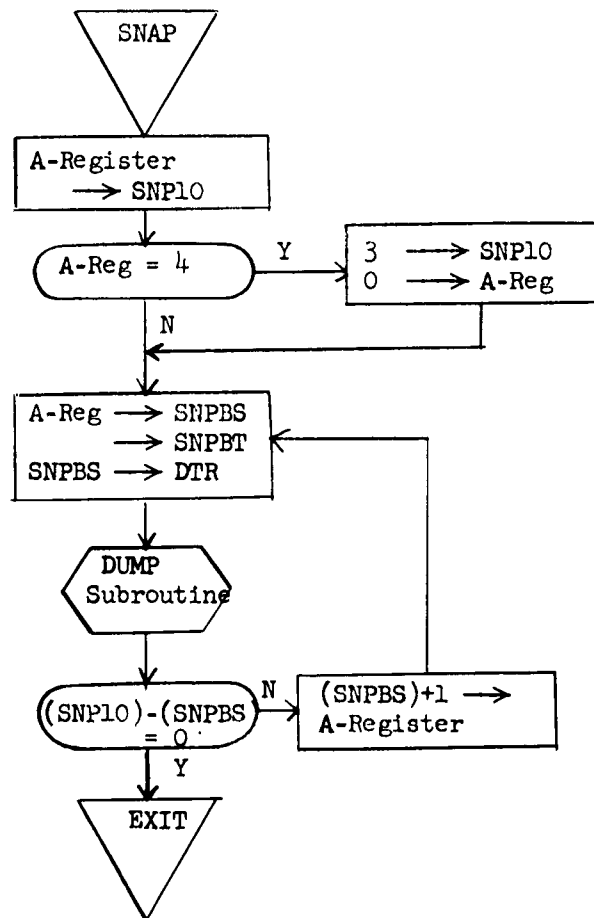 SNAP
A-Register
→ SNP10
A-Reg = 4
Y
3 → SNP10
0 → A-Reg
N
A-Reg → SNPBS
→ SNPBT
SNPBS → DTR
DUMP
Subroutine
(SNP10)-(SNPBS
= 0
N
(SNPBS)+1 →
A-Register
Y
EXIT